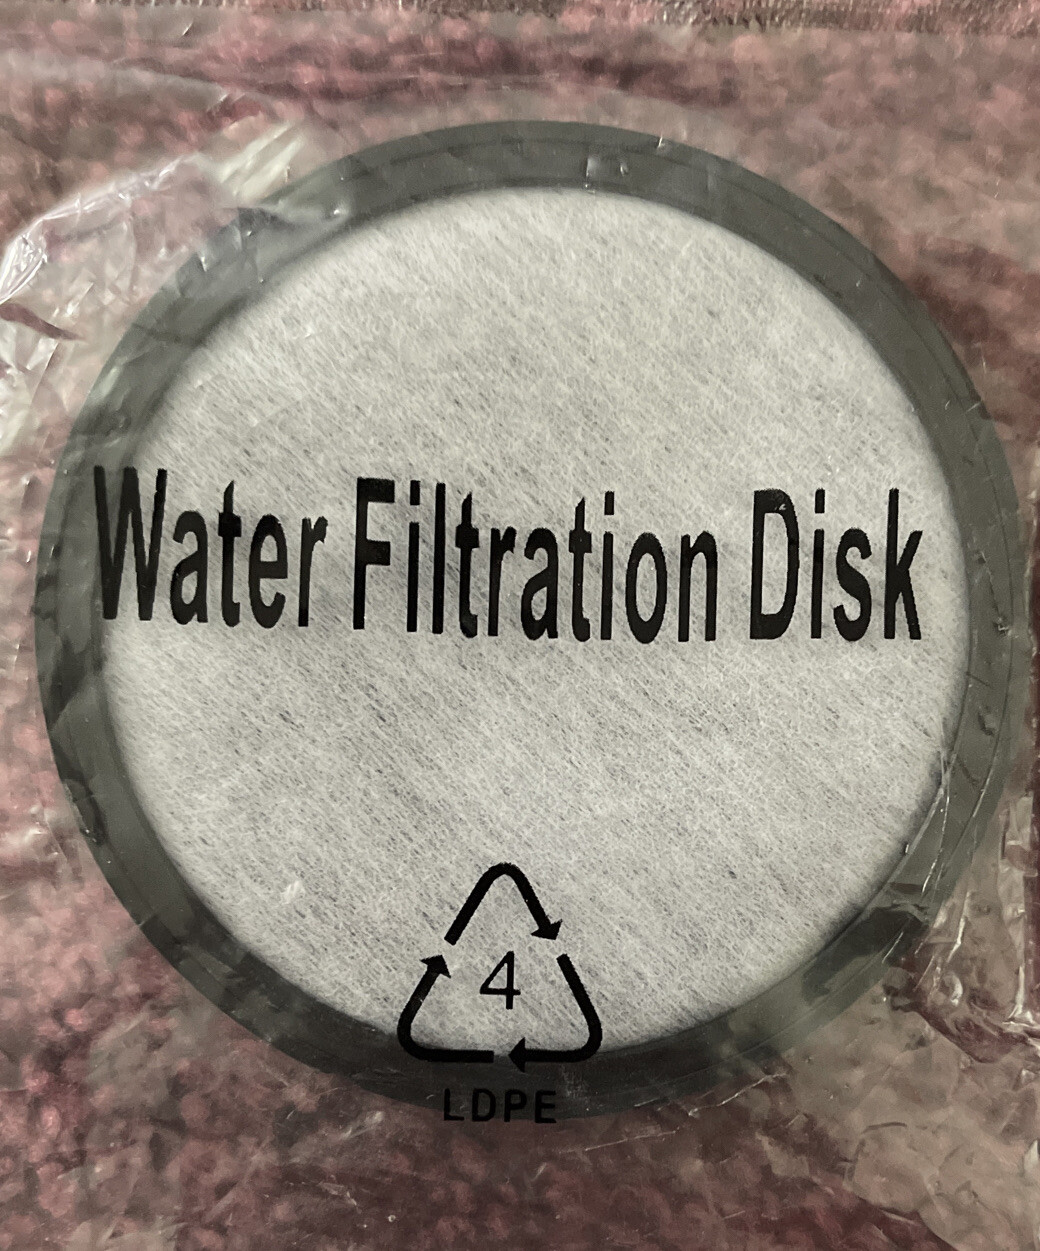 Water Filtration Disk
4
LDPE